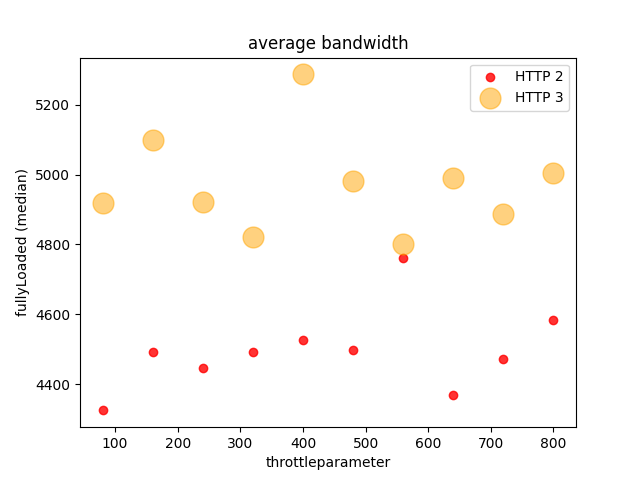 average bandwidth
HTTP 2
HTTP 3
fullyLoaded (median)
5200
5000
4800
4600
4400
100 200 300 400 500 600 700 800
throttleparameter